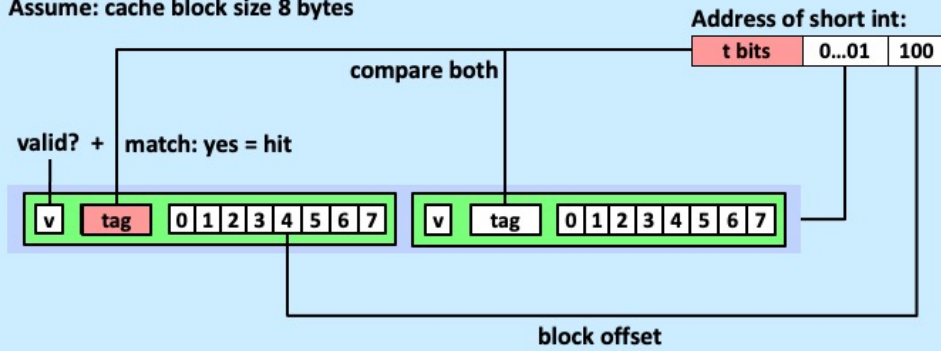 Assume: cache block size 8 bytes
Address of short int:
t bits 0...01 100
compare both
valid? + match: yes = hit
v tag 0 1 2 3 4 5 6 7 v tag 0 1 2 3 4 5 6 7
block offset